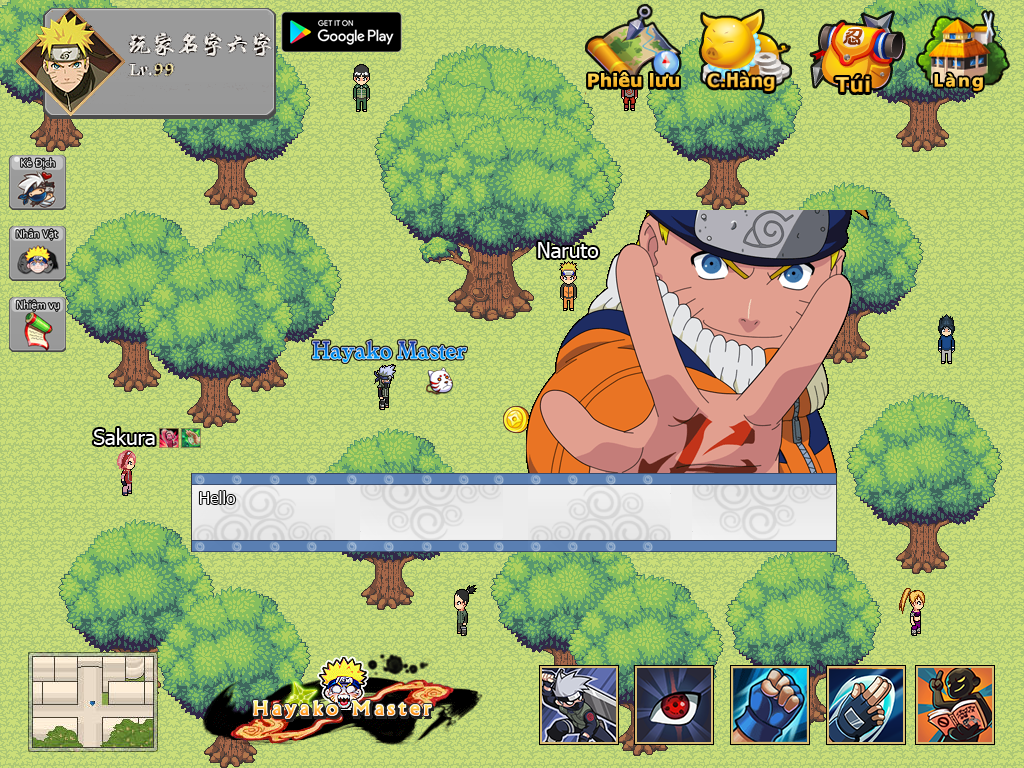 玩家名字六字
Lv.99
GET IT ON
Google Play
Phiêu lưu
C.Hàng
Túi
Làng
Kẻ Địch
Nhân Vật
Nhiệm vụ
Naruto
Hayako Master
Sakura
Hello
Hayako Master
忍